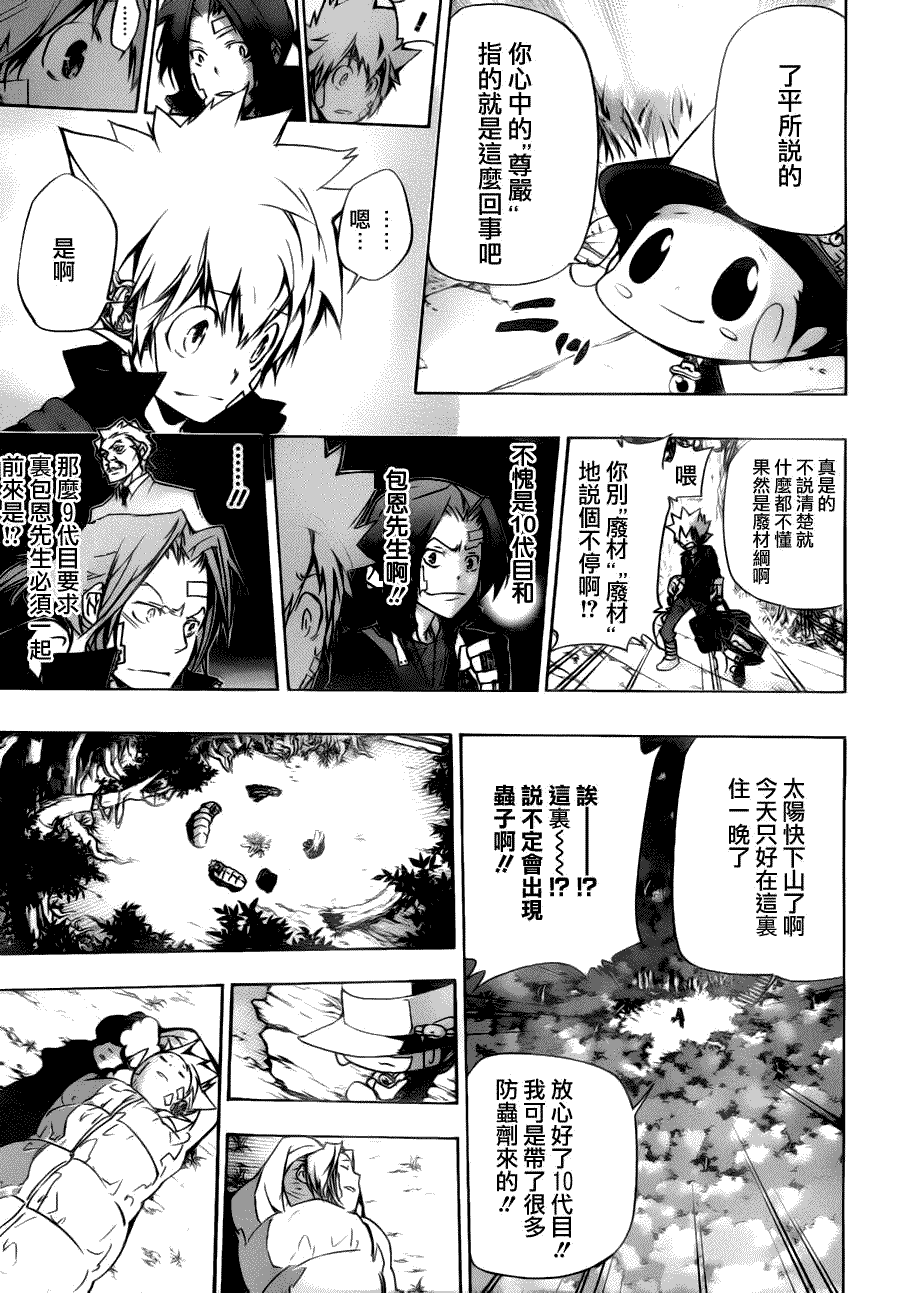 了平所説的
你心中的〞尊嚴〝
指的就是這麼回事吧
！
……
……
嗯…
是啊
真是的
不説清楚就
什麼都不懂
果然是廢材綱啊
喂
你別〞廢材〝〞廢材〝
地説個不停啊!?
不愧是10代目和
包恩先生啊!!
……!!
那麼9代目要求
裏包恩先生必須一起
前來是!?
太陽快下山了啊
今天只好在這裏
住一晚了
誒——!?
這裏~~~!?
説不定會出現
蟲子啊!!
放心好了10代目!!
我可是帶了很多
防蟲劑來的!!